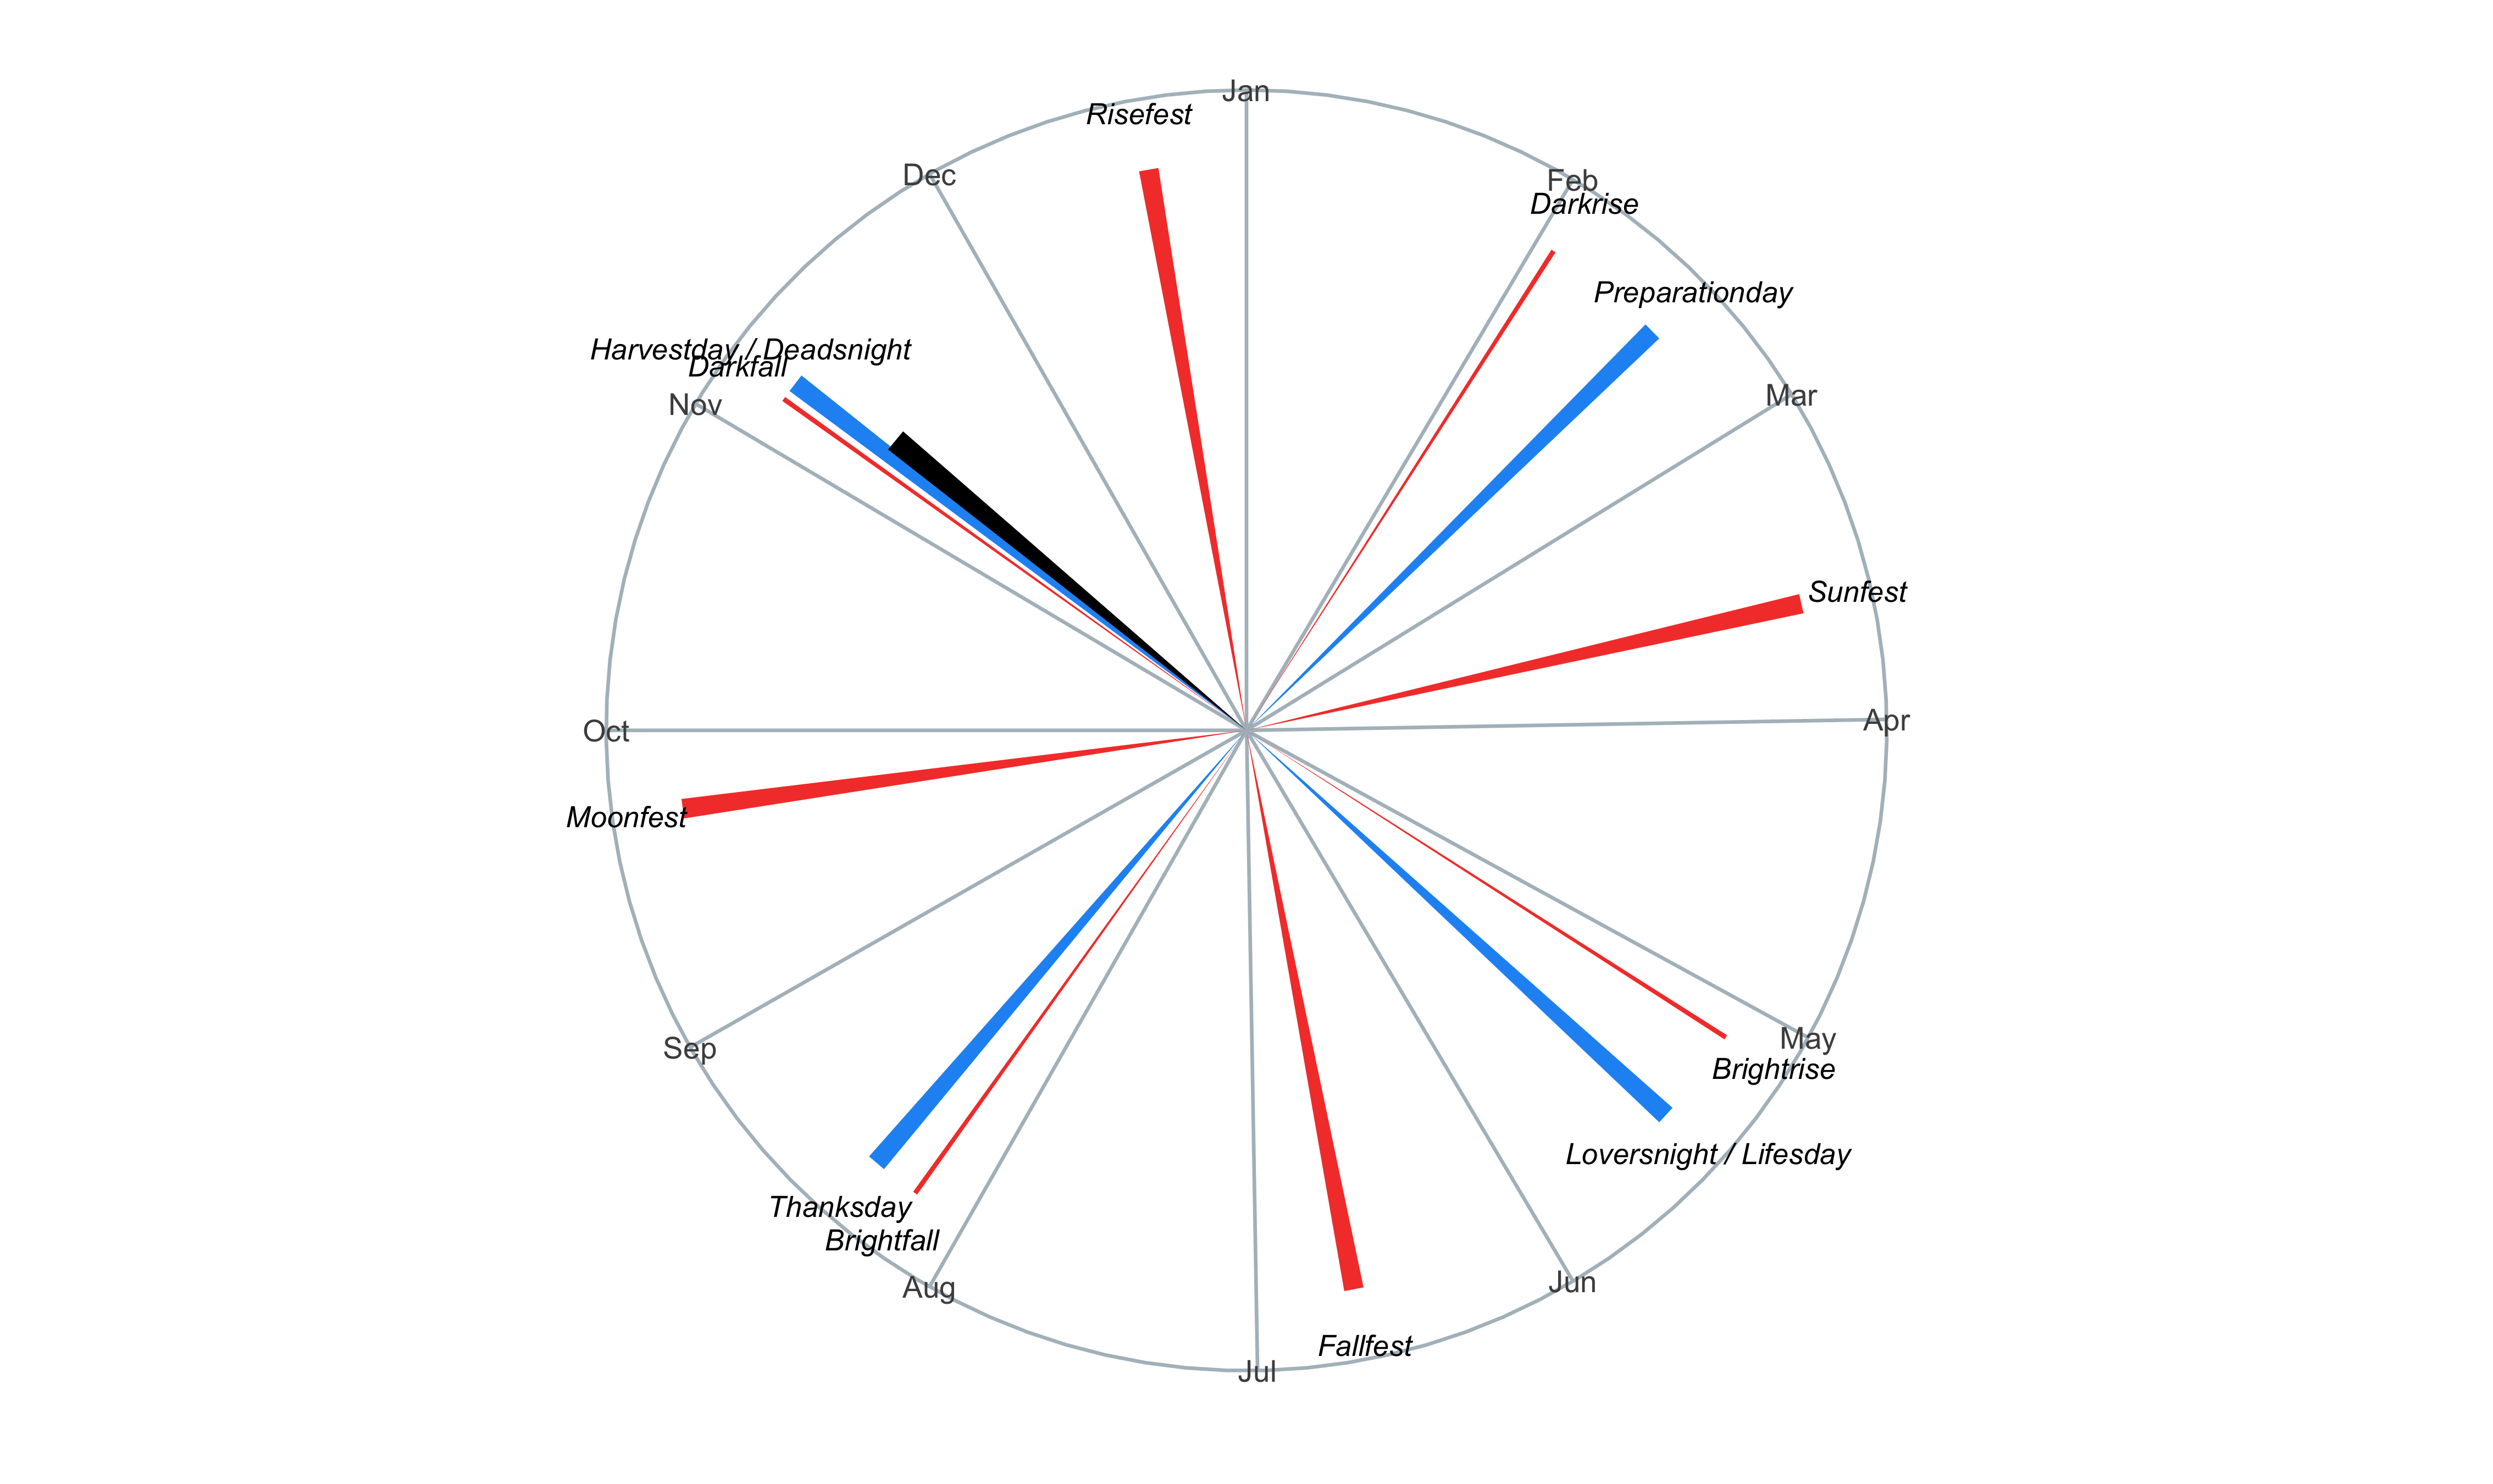 Jan
Risefest
Dec
Feb
Darkrise
Preparationday
Harvestday / Deadsnight
Darkfall
Nov
Mar
Sunfest
Oct
Apr
Moonfest
Sep
May
Brightrise
Loversnight / Lifesday
Thanksday
Brightfall
Aug
Jun
Fallfest
Jul